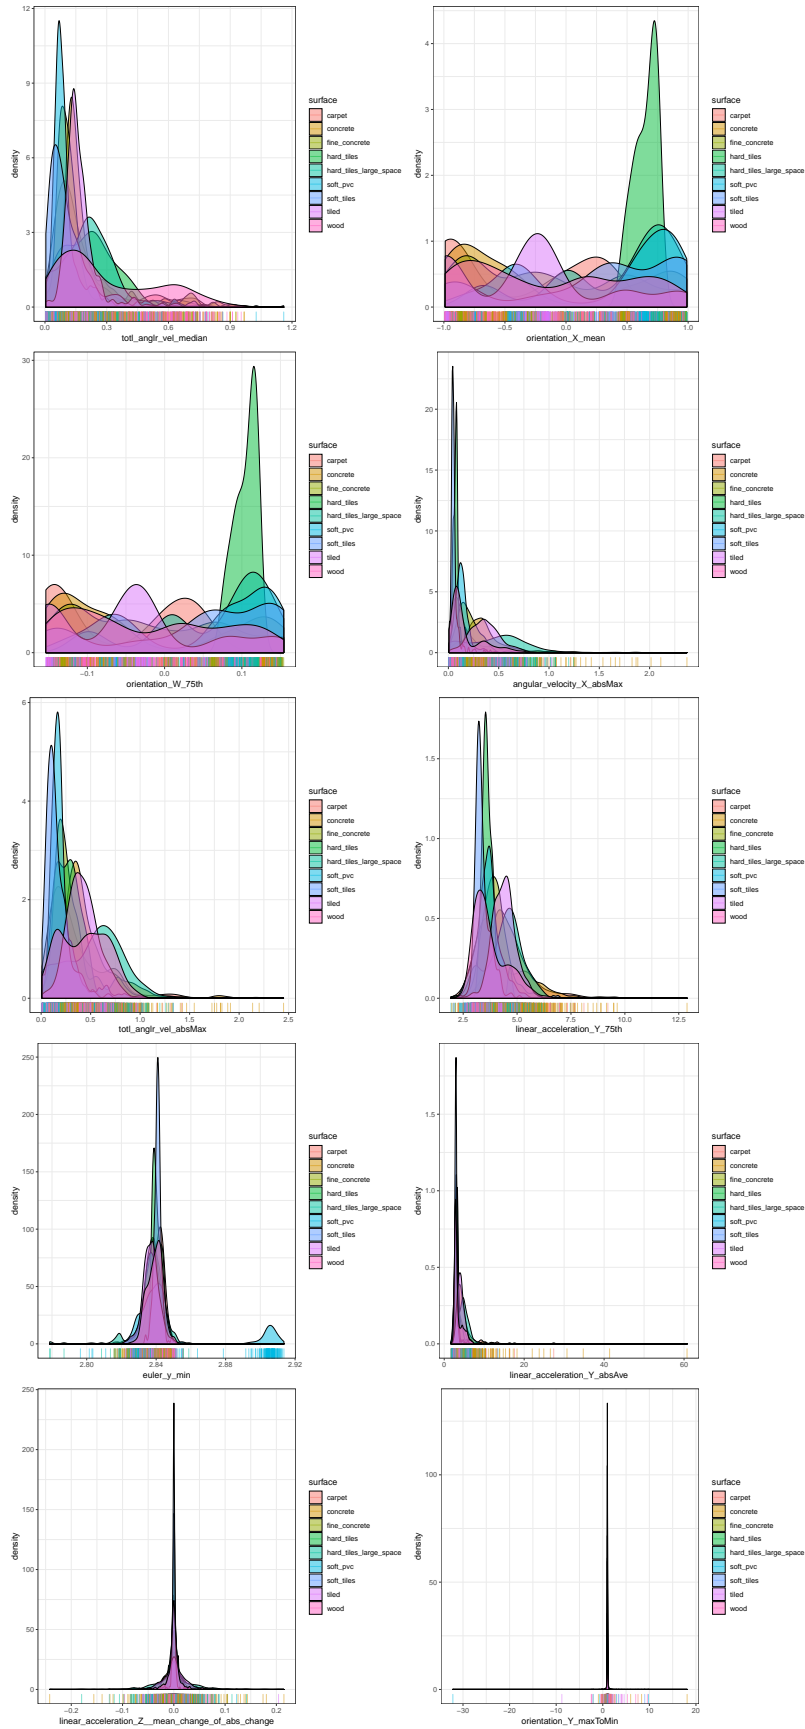 12
9
6
3
0
density
0.0 0.3 0.6 0.9 1.2
totl_anglr_vel_median
surface
carpet
concrete
fine_concrete
hard_tiles
hard_tiles_large_space
soft_pvc
soft_tiles
tiled
wood
4
3
2
1
0
density
−1.0 −0.5 0.0 0.5 1.0
orientation_X_mean
surface
carpet
concrete
fine_concrete
hard_tiles
hard_tiles_large_space
soft_pvc
soft_tiles
tiled
wood
30
20
10
0
density
−0.1 0.0 0.1
orientation_W_75th
surface
carpet
concrete
fine_concrete
hard_tiles
hard_tiles_large_space
soft_pvc
soft_tiles
tiled
wood
20
15
10
5
0
density
0.0 0.5 1.0 1.5 2.0
angular_velocity_X_absMax
surface
carpet
concrete
fine_concrete
hard_tiles
hard_tiles_large_space
soft_pvc
soft_tiles
tiled
wood
6
4
2
0
density
0.0 0.5 1.0 1.5 2.0 2.5
totl_anglr_vel_absMax
surface
carpet
concrete
fine_concrete
hard_tiles
hard_tiles_large_space
soft_pvc
soft_tiles
tiled
wood
1.5
1.0
0.5
0.0
density
2.5 5.0 7.5 10.0 12.5
linear_acceleration_Y_75th
surface
carpet
concrete
fine_concrete
hard_tiles
hard_tiles_large_space
soft_pvc
soft_tiles
tiled
wood
250
200
150
100
50
0
density
2.80 2.84 2.88 2.92
euler_y_min
surface
carpet
concrete
fine_concrete
hard_tiles
hard_tiles_large_space
soft_pvc
soft_tiles
tiled
wood
1.5
1.0
0.5
0.0
density
0 20 40 60
linear_acceleration_Y_absAve
surface
carpet
concrete
fine_concrete
hard_tiles
hard_tiles_large_space
soft_pvc
soft_tiles
tiled
wood
250
200
150
100
50
0
density
−0.2 −0.1 0.0 0.1 0.2
linear_acceleration_Z__mean_change_of_abs_change
surface
carpet
concrete
fine_concrete
hard_tiles
hard_tiles_large_space
soft_pvc
soft_tiles
tiled
wood
100
50
0
density
−30 −20 −10 0 10 20
orientation_Y_maxToMin
surface
carpet
concrete
fine_concrete
hard_tiles
hard_tiles_large_space
soft_pvc
soft_tiles
tiled
wood